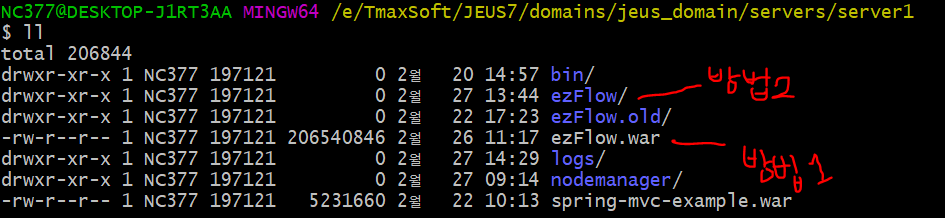 NC377@DESKTOP-J1RT3AA MINGW64 /e/TmaxSoft/JEUS7/domains/jeus_domain/servers/server1
$ ll
total 206844
drwxr-xr-x 1 NC377 197121 0 2월 20 14:57 bin/
drwxr-xr-x 1 NC377 197121 0 2월 27 13:44 ezFlow/ 방법2
drwxr-xr-x 1 NC377 197121 0 2월 22 17:23 ezFlow.old/
-rw-r--r-- 1 NC377 197121 206540846 2월 26 11:17 ezFlow.war 방법1
drwxr-xr-x 1 NC377 197121 0 2월 27 14:29 logs/
drwxr-xr-x 1 NC377 197121 0 2월 27 09:14 nodemanager/
-rw-r--r-- 1 NC377 197121 5231660 2월 22 10:13 spring-mvc-example.war